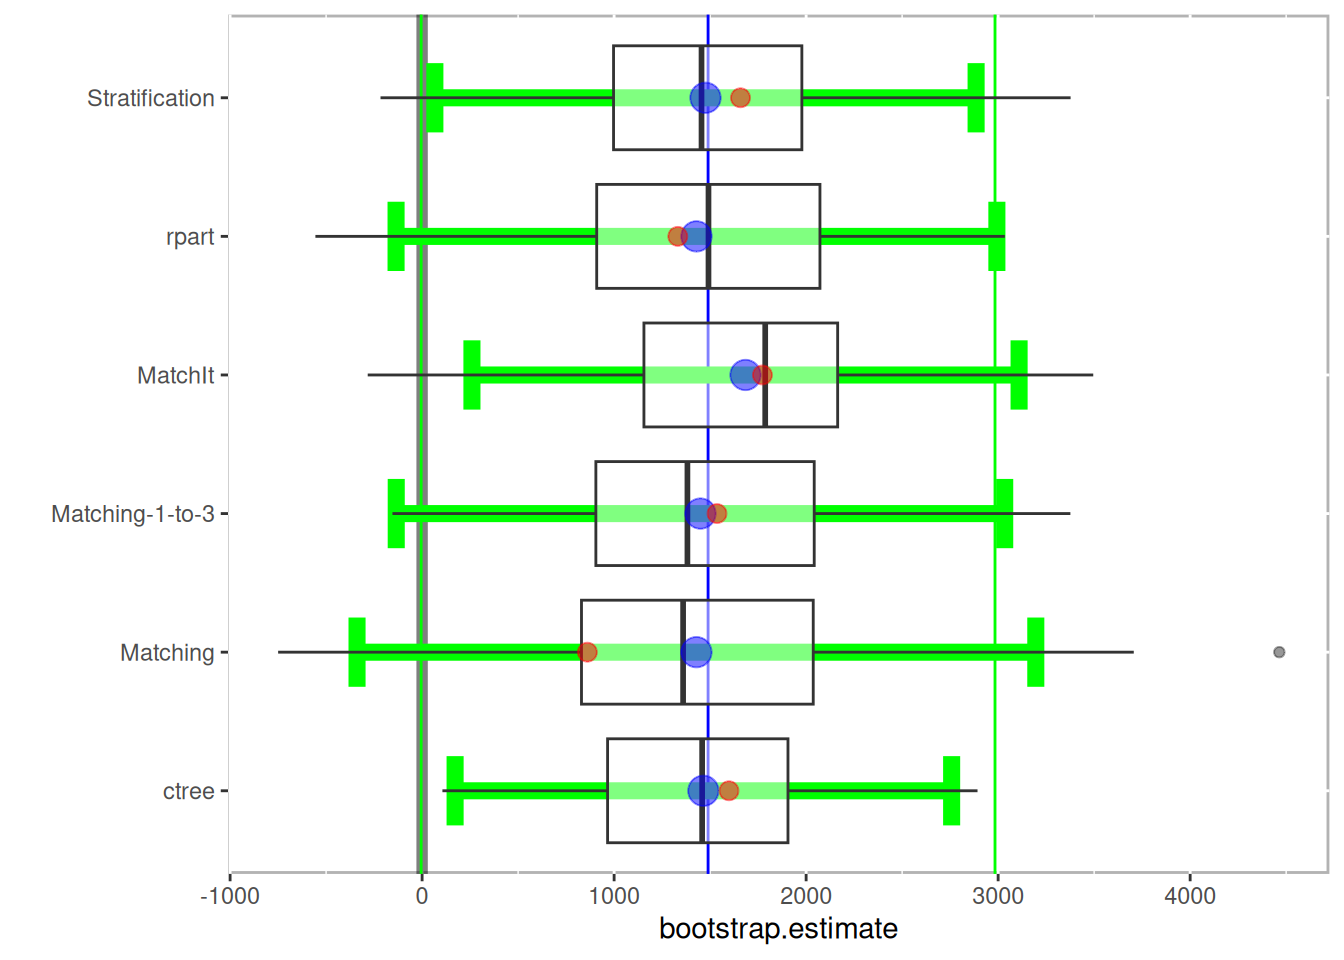 Stratification
rpart
MatchIt
Matching-1-to-3
Matching
ctree
-1000 0 1000 2000 3000 4000
bootstrap.estimate